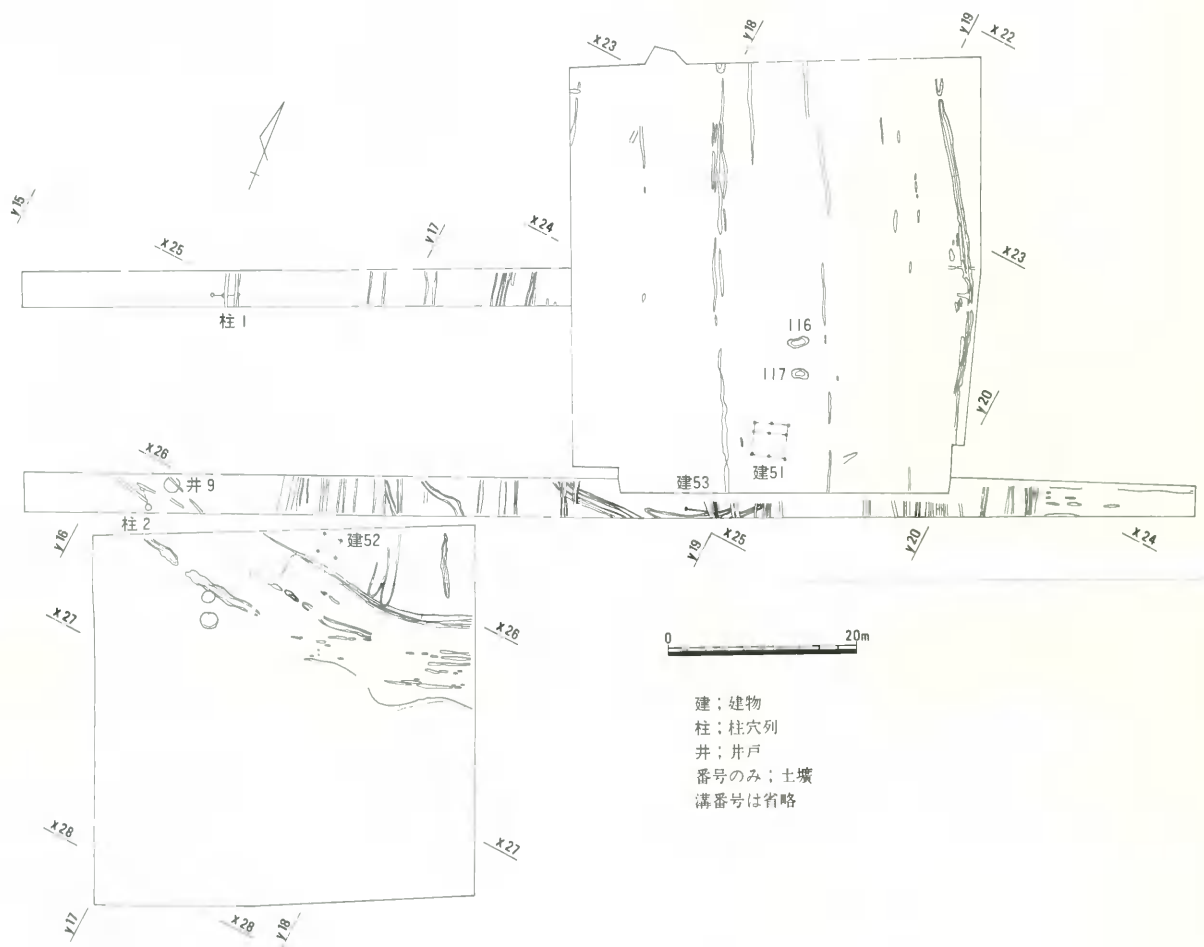 y18
y19
x22
x23
y15
x25
y17
x24
x23
柱1
116
117
y20
x26
井9
建51
建53
柱2
y16
建52
y19
x25
y20
x24
x27
x26
0 20m
建；建物
柱；柱穴列
井；井戸
番号のみ；土壙
溝番号は省略
x28
x27
y17
x28
y18